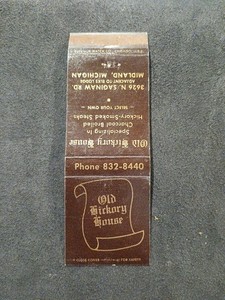 3626 N. SAGINAW RD.
ADJACENT TO ELKS LODGE
MIDLAND, MICHIGAN
— SELECT YOUR OWN —
Hickory-Smoked Steaks
Charcoal Broiled
Specializing In
Old Hickory House
Phone 832-8440
Old
Hickory
House